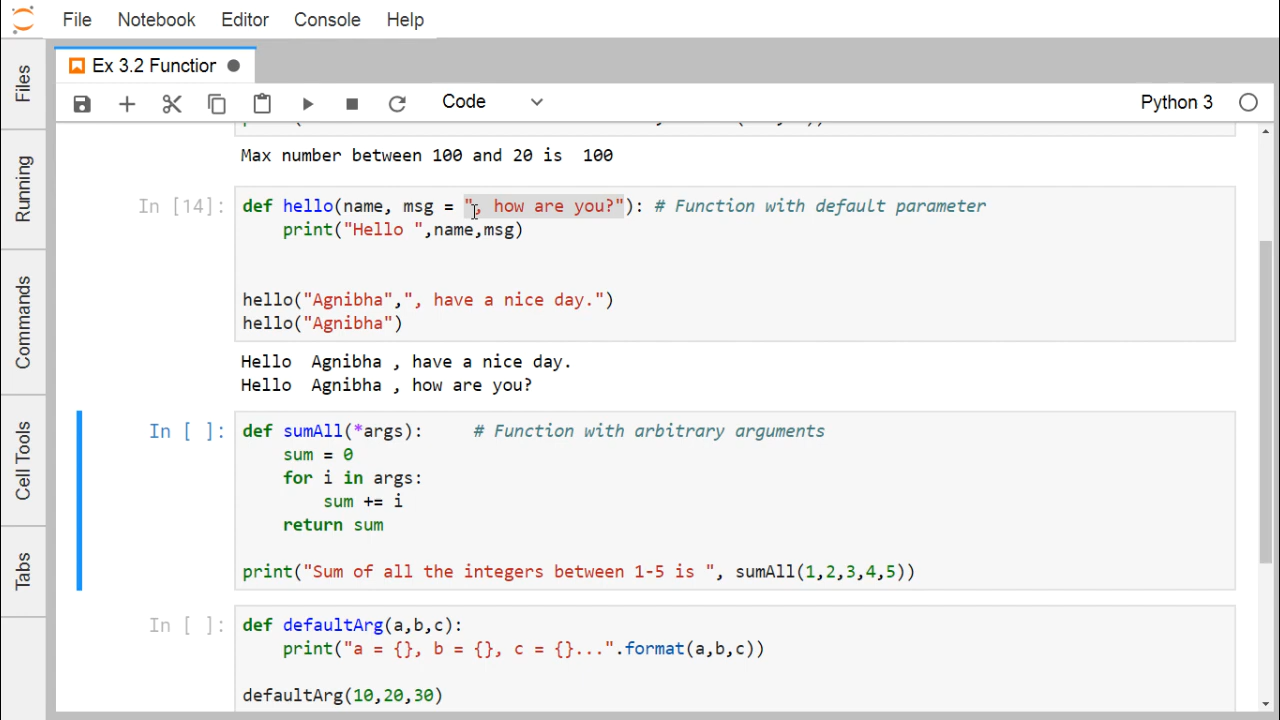 File Notebook Editor Console Help
Ex 3.2 Function
Code Python 3
Files
Running
Commands
Cell Tools
Tabs
Max number between 100 and 20 is  100
In [14]: def hello(name, msg = ", how are you?"): # Function with default parameter
print("Hello ",name,msg)
hello("Agnibha",", have a nice day.")
hello("Agnibha")
Hello  Agnibha , have a nice day.
Hello  Agnibha , how are you?
In [ ]: def sumAll(*args):     # Function with arbitrary arguments
sum = 0
for i in args:
sum += i
return sum
print("Sum of all the integers between 1-5 is ", sumAll(1,2,3,4,5))
In [ ]: def defaultArg(a,b,c):
print("a = {}, b = {}, c = {}...".format(a,b,c))
defaultArg(10,20,30)